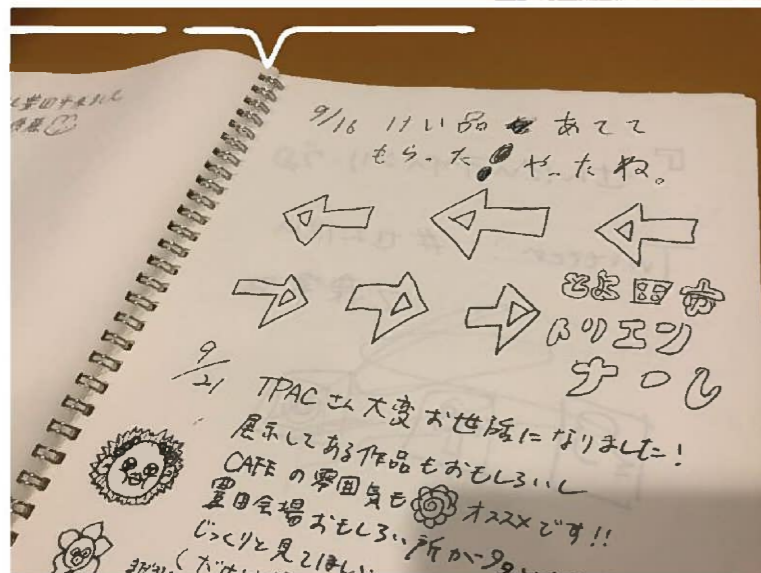 9/16 けい品をあてて
もらった! やったね。
とよ田市
トリエン
ナーレ
9/21 TPACさん大変お世話になりました!
展示してある作品もおもしろいし
CAFEの雰囲気も オススメです!!
豊田会場おもしろい所が
じっくりと見てほしい